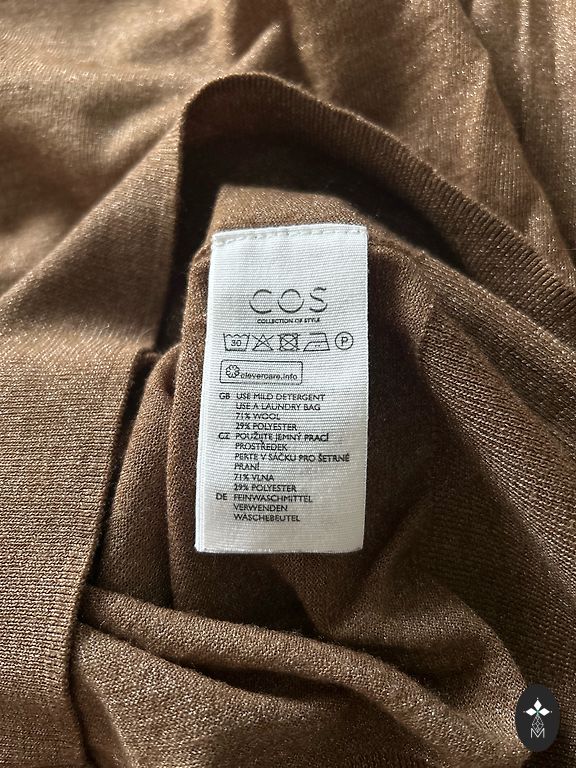 COS
COLLECTION OF STYLE
30
P
clevercare.info
GB USE MILD DETERGENT
USE A LAUNDRY BAG
71% WOOL
29% POLYESTER
CZ POUŽIJTE JEMNÝ PRACÍ
PROSTŘEDEK
PERTE V SÁČKU PRO ŠETRNÉ
PRANÍ
71% VLNA
29% POLYESTER
DE FEINWASCHMITTEL
VERWENDEN
WÄSCHEBEUTEL
M